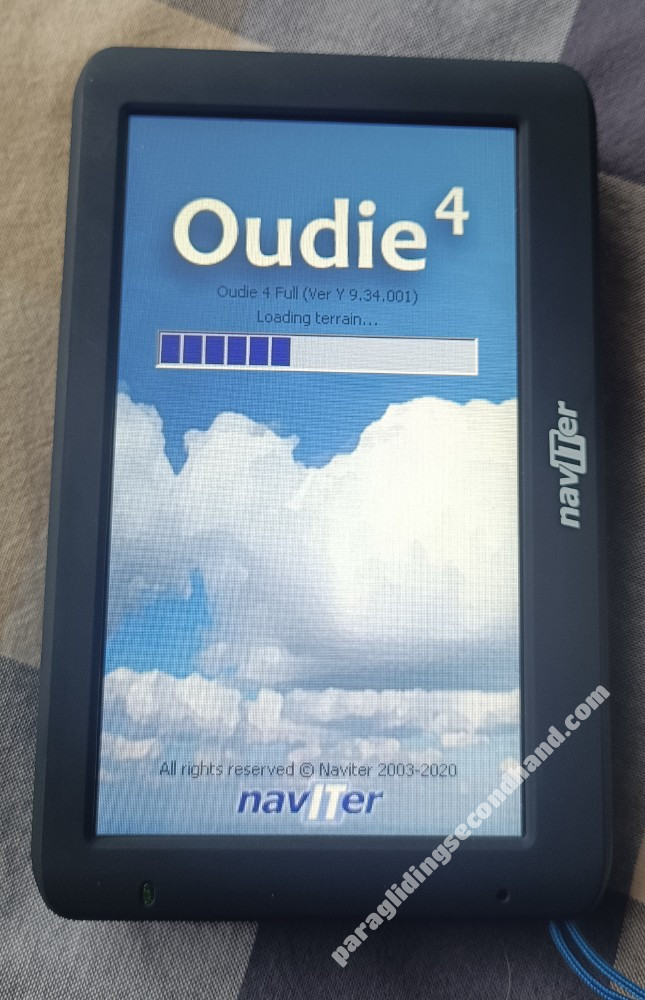 Oudie 4
Oudie 4 Full (Ver Y 9.34.001)
Loading terrain...
navITer
All rights reserved © Naviter 2003-2020
navITer
paraglidingsecondhand.com